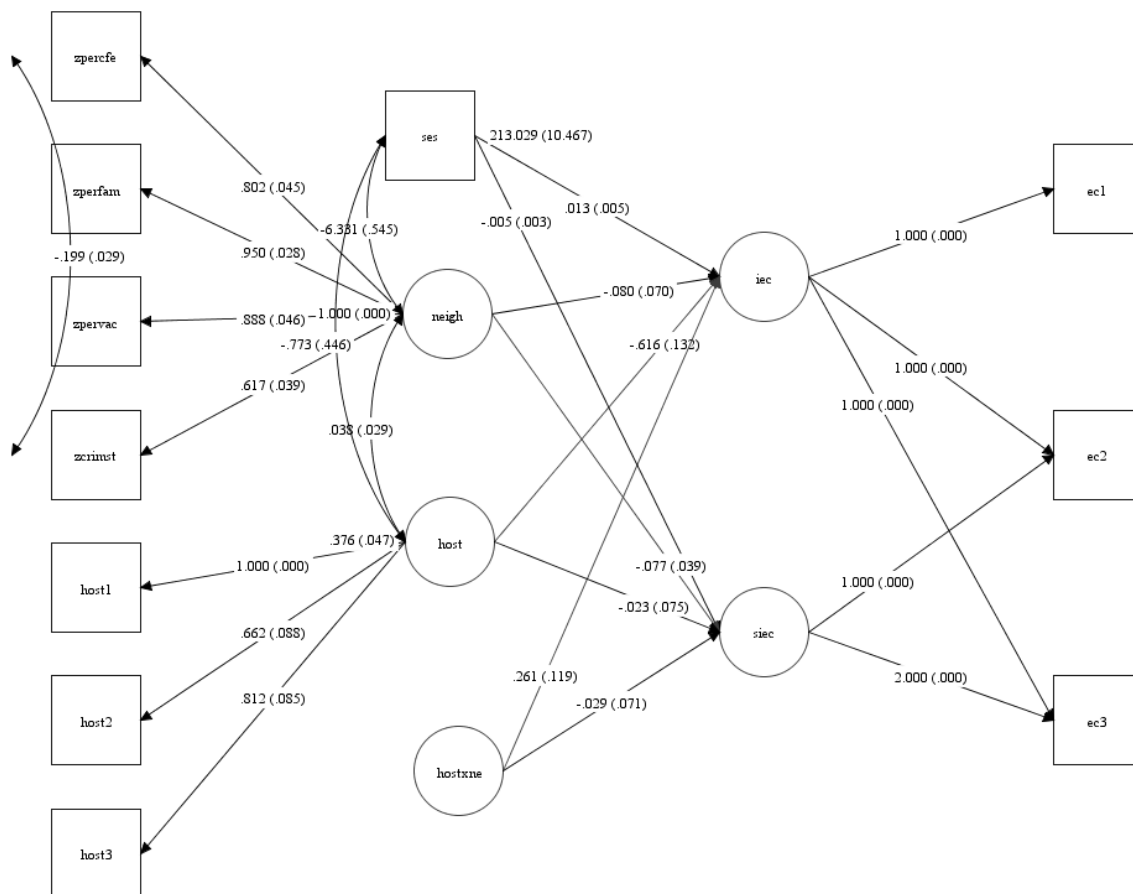 zpercfe
ses
213.029 (10.467)
zperfam
ec1
.802 (.045)
.013 (.005)
-.005 (.003)
-6.331 (.545)
1.000 (.000)
.950 (.028)
-.199 (.029)
iec
-.080 (.070)
zpervac
.888 (.046)
1.000 (.000)
neigh
-.773 (.446)
-.616 (.132)
1.000 (.000)
.617 (.039)
1.000 (.000)
.038 (.029)
zcrimst
ec2
.376 (.047)
host
host1
1.000 (.000)
-.077 (.039)
1.000 (.000)
-.023 (.075)
.662 (.088)
siec
.261 (.119)
2.000 (.000)
.812 (.085)
-.029 (.071)
host2
ec3
hostxne
host3